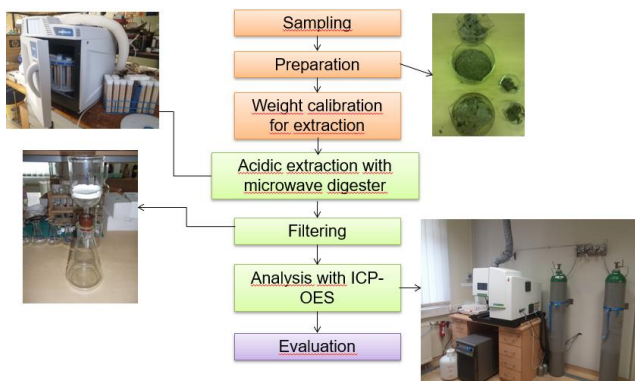 Sampling
Preparation
Weight calibration
for extraction
Acidic extraction with
microwave digester
Filtering
Analysis with ICP-
OES
Evaluation